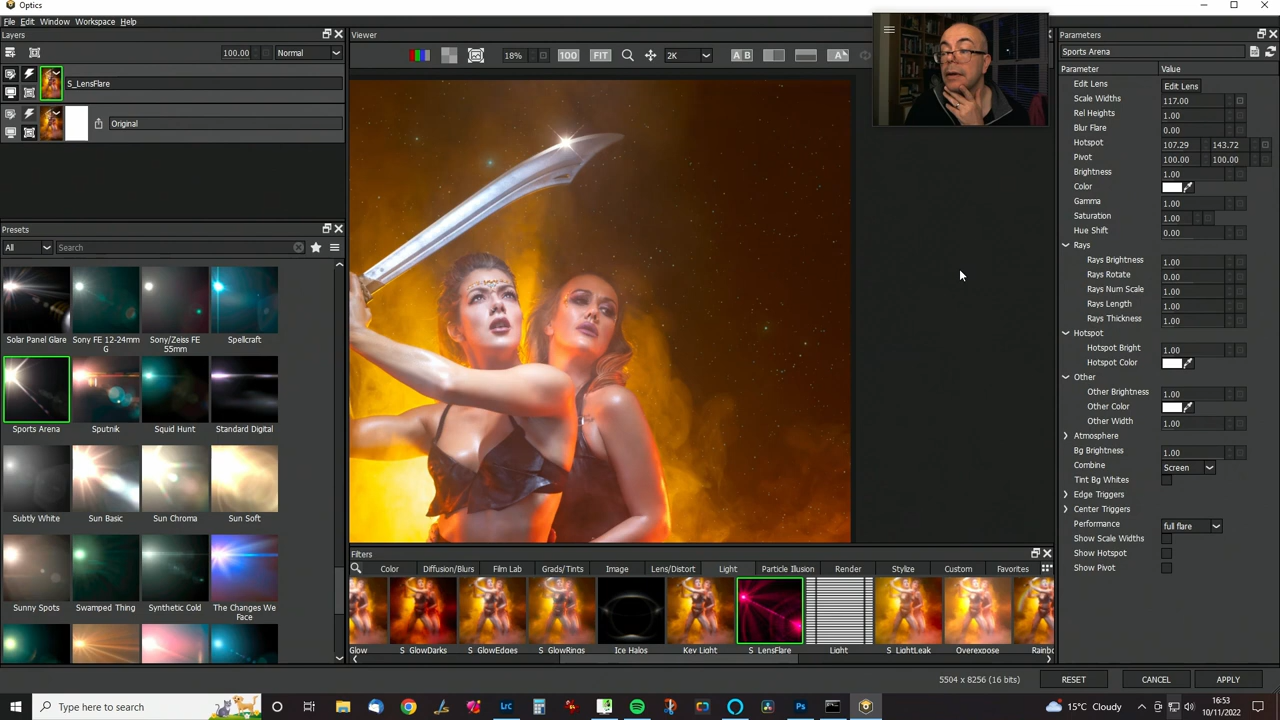 Optics
File Edit Window Workspace Help
Layers
100.00 Normal
S_LensFlare
Original
Presets
All Search
Solar Panel Glare Sony FE 12-24mm G Sony/Zeiss FE 55mm Spellcraft
Sports Arena Sputnik Squid Hunt Standard Digital
Subtly White Sun Basic Sun Chroma Sun Soft
Sunny Spots Swamped Thing Synthetic Cold The Changes We Face
Viewer
18% 100 FIT 2K A B A
Filters
Color Diffusion/Blurs Film Lab Grads/Tints Image Lens/Distort Light Particle Illusion Render Stylize Custom Favorites
Glow S_GlowDarks S_GlowEdges S_GlowRings Ice Halos Key Light S_LensFlare Light S_LightLeak Overexpose Rainb
Parameters
Sports Arena
Parameter Value
Edit Lens Edit Lens
Scale Widths 117.00
Rel Heights 1.00
Blur Flare 0.00
Hotspot 107.29 143.72
Pivot 100.00 100.00
Brightness 1.00
Color
Gamma 1.00
Saturation 1.00
Hue Shift 0.00
Rays
Rays Brightness 1.00
Rays Rotate 0.00
Rays Num Scale 1.00
Rays Length 1.00
Rays Thickness 1.00
Hotspot
Hotspot Bright 1.00
Hotspot Color
Other
Other Brightness 1.00
Other Color
Other Width 1.00
Atmosphere
Bg Brightness 1.00
Combine Screen
Tint Bg Whites
Edge Triggers
Center Triggers
Performance full flare
Show Scale Widths
Show Hotspot
Show Pivot
5504 x 8256 (16 bits) RESET CANCEL APPLY
Type here to search LrC Ps 15°C Cloudy 16:53
10/11/2022